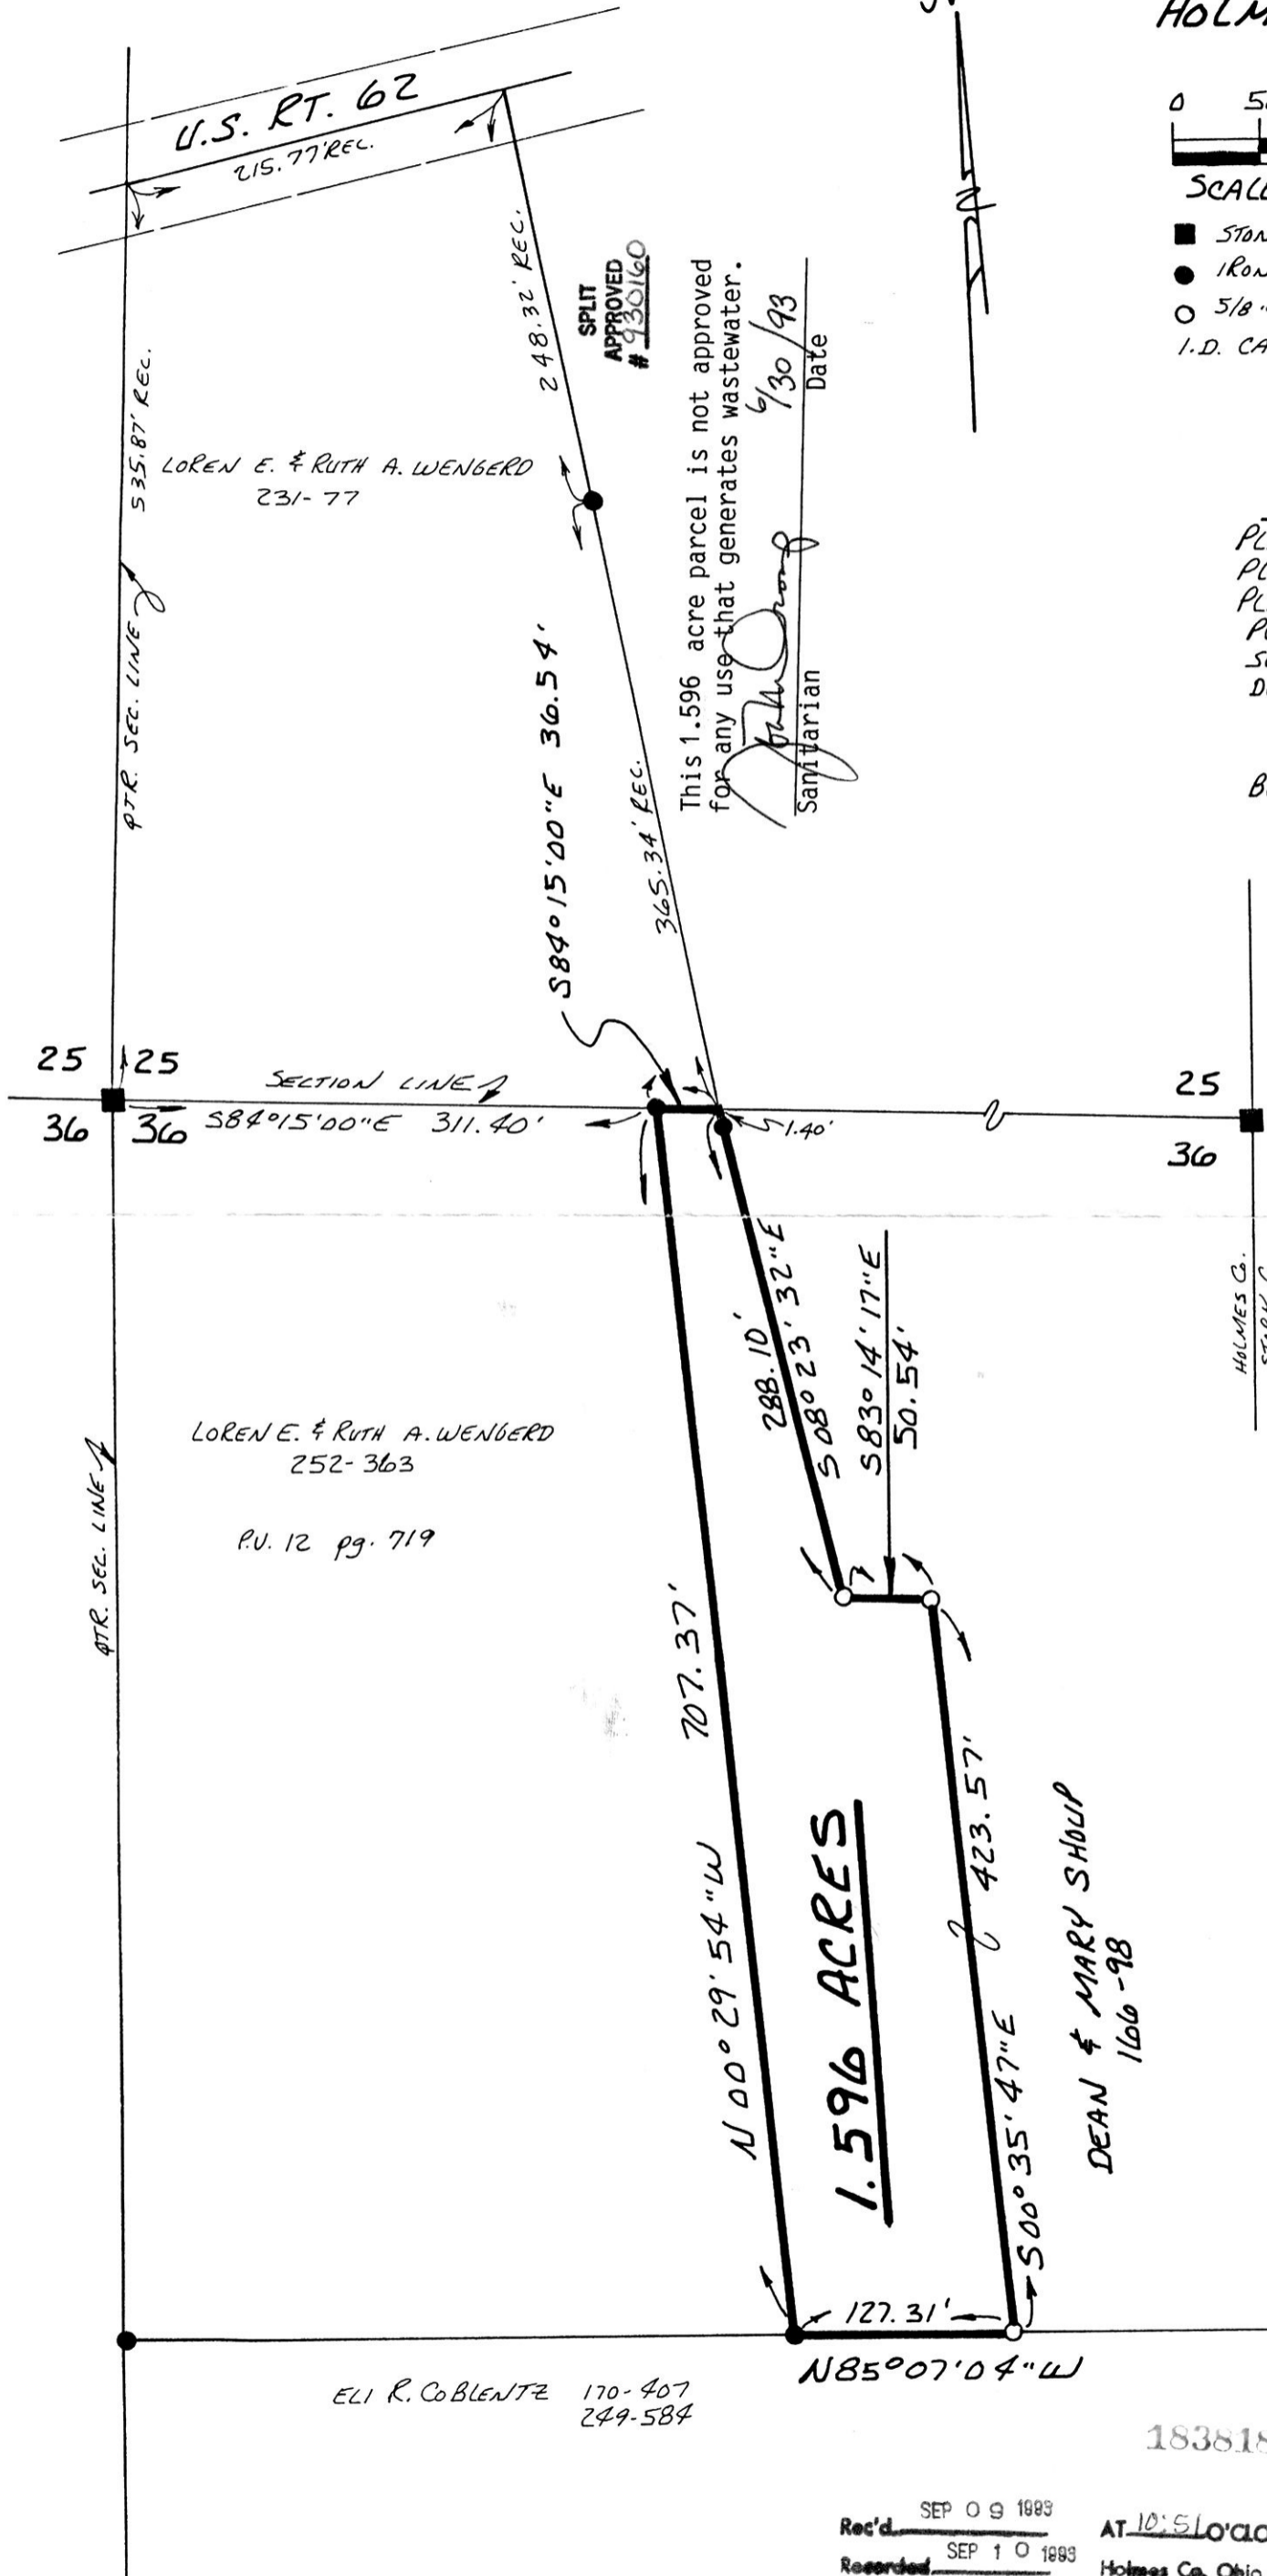 HOLM
0 5
SCALE
STON
IRON
5/8"
I.D. CA
U.S. RT. 62
215.77' REC.
248.32' REC.
SPLIT
APPROVED
# 930160
535.87' REC.
LOREN E. & RUTH A. WENGERD
231-77
This 1.596 acre parcel is not approved
for any use that generates wastewater.
6/30/93
Sanitarian Date
QTR. SEC. LINE
S84°15'00"E 36.54'
365.34' REC.
PL
PL
PL
D
B
25 25
SECTION LINE
25
36 36
S84°15'00"E 311.40'
1.40'
36
288.10'
S08°23'32"E
S83°14'17"E
50.54'
HOLMES Co.
LOREN E. & RUTH A. WENGERD
252-363
P.V. 12 pg. 719
QTR. SEC. LINE
707.37'
N00°29'54"W
1.596 ACRES
423.57'
S00°35'47"E
DEAN & MARY SHOUP
166-98
127.31'
N85°07'04"W
ELI R. COBLENTZ 170-407
249-584
183818
Rec'd SEP 09 1993 AT 10:51 O'CLO
Recorded SEP 10 1993 Holmes Co. Ohio